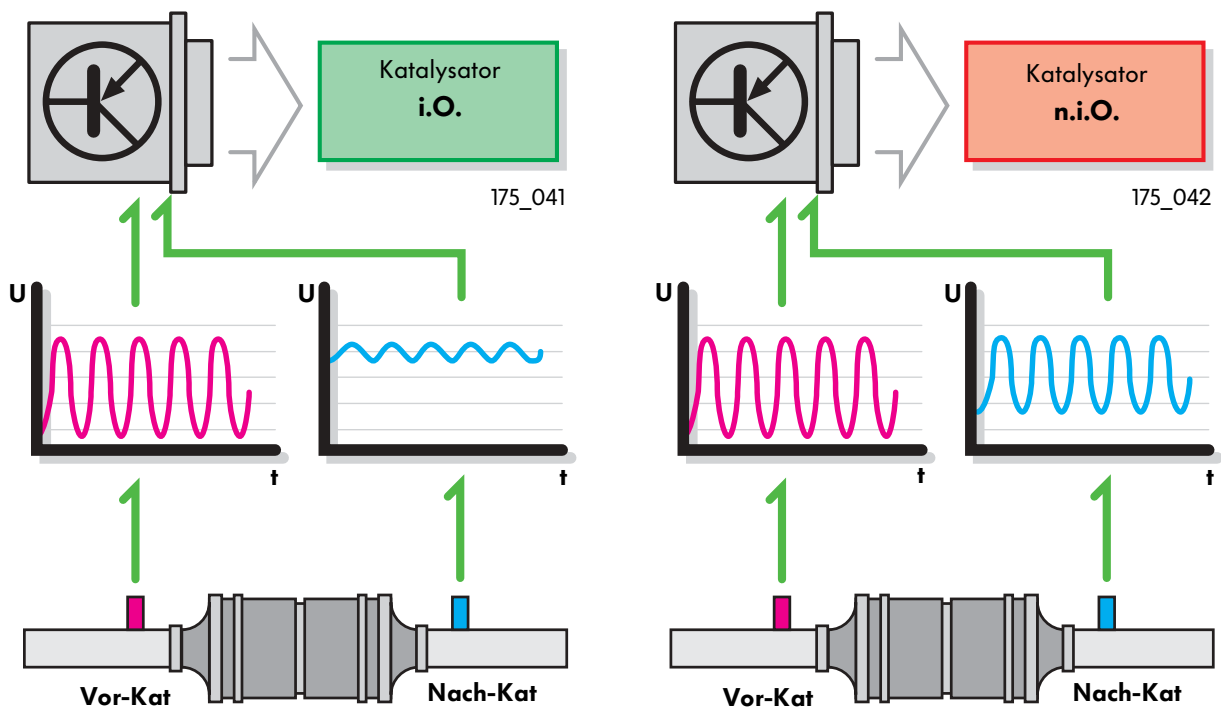 Katalysator
i.O.
175_041
U
U
t
t
Vor-Kat
Nach-Kat
Katalysator
n.i.O.
175_042
U
U
t
t
Vor-Kat
Nach-Kat